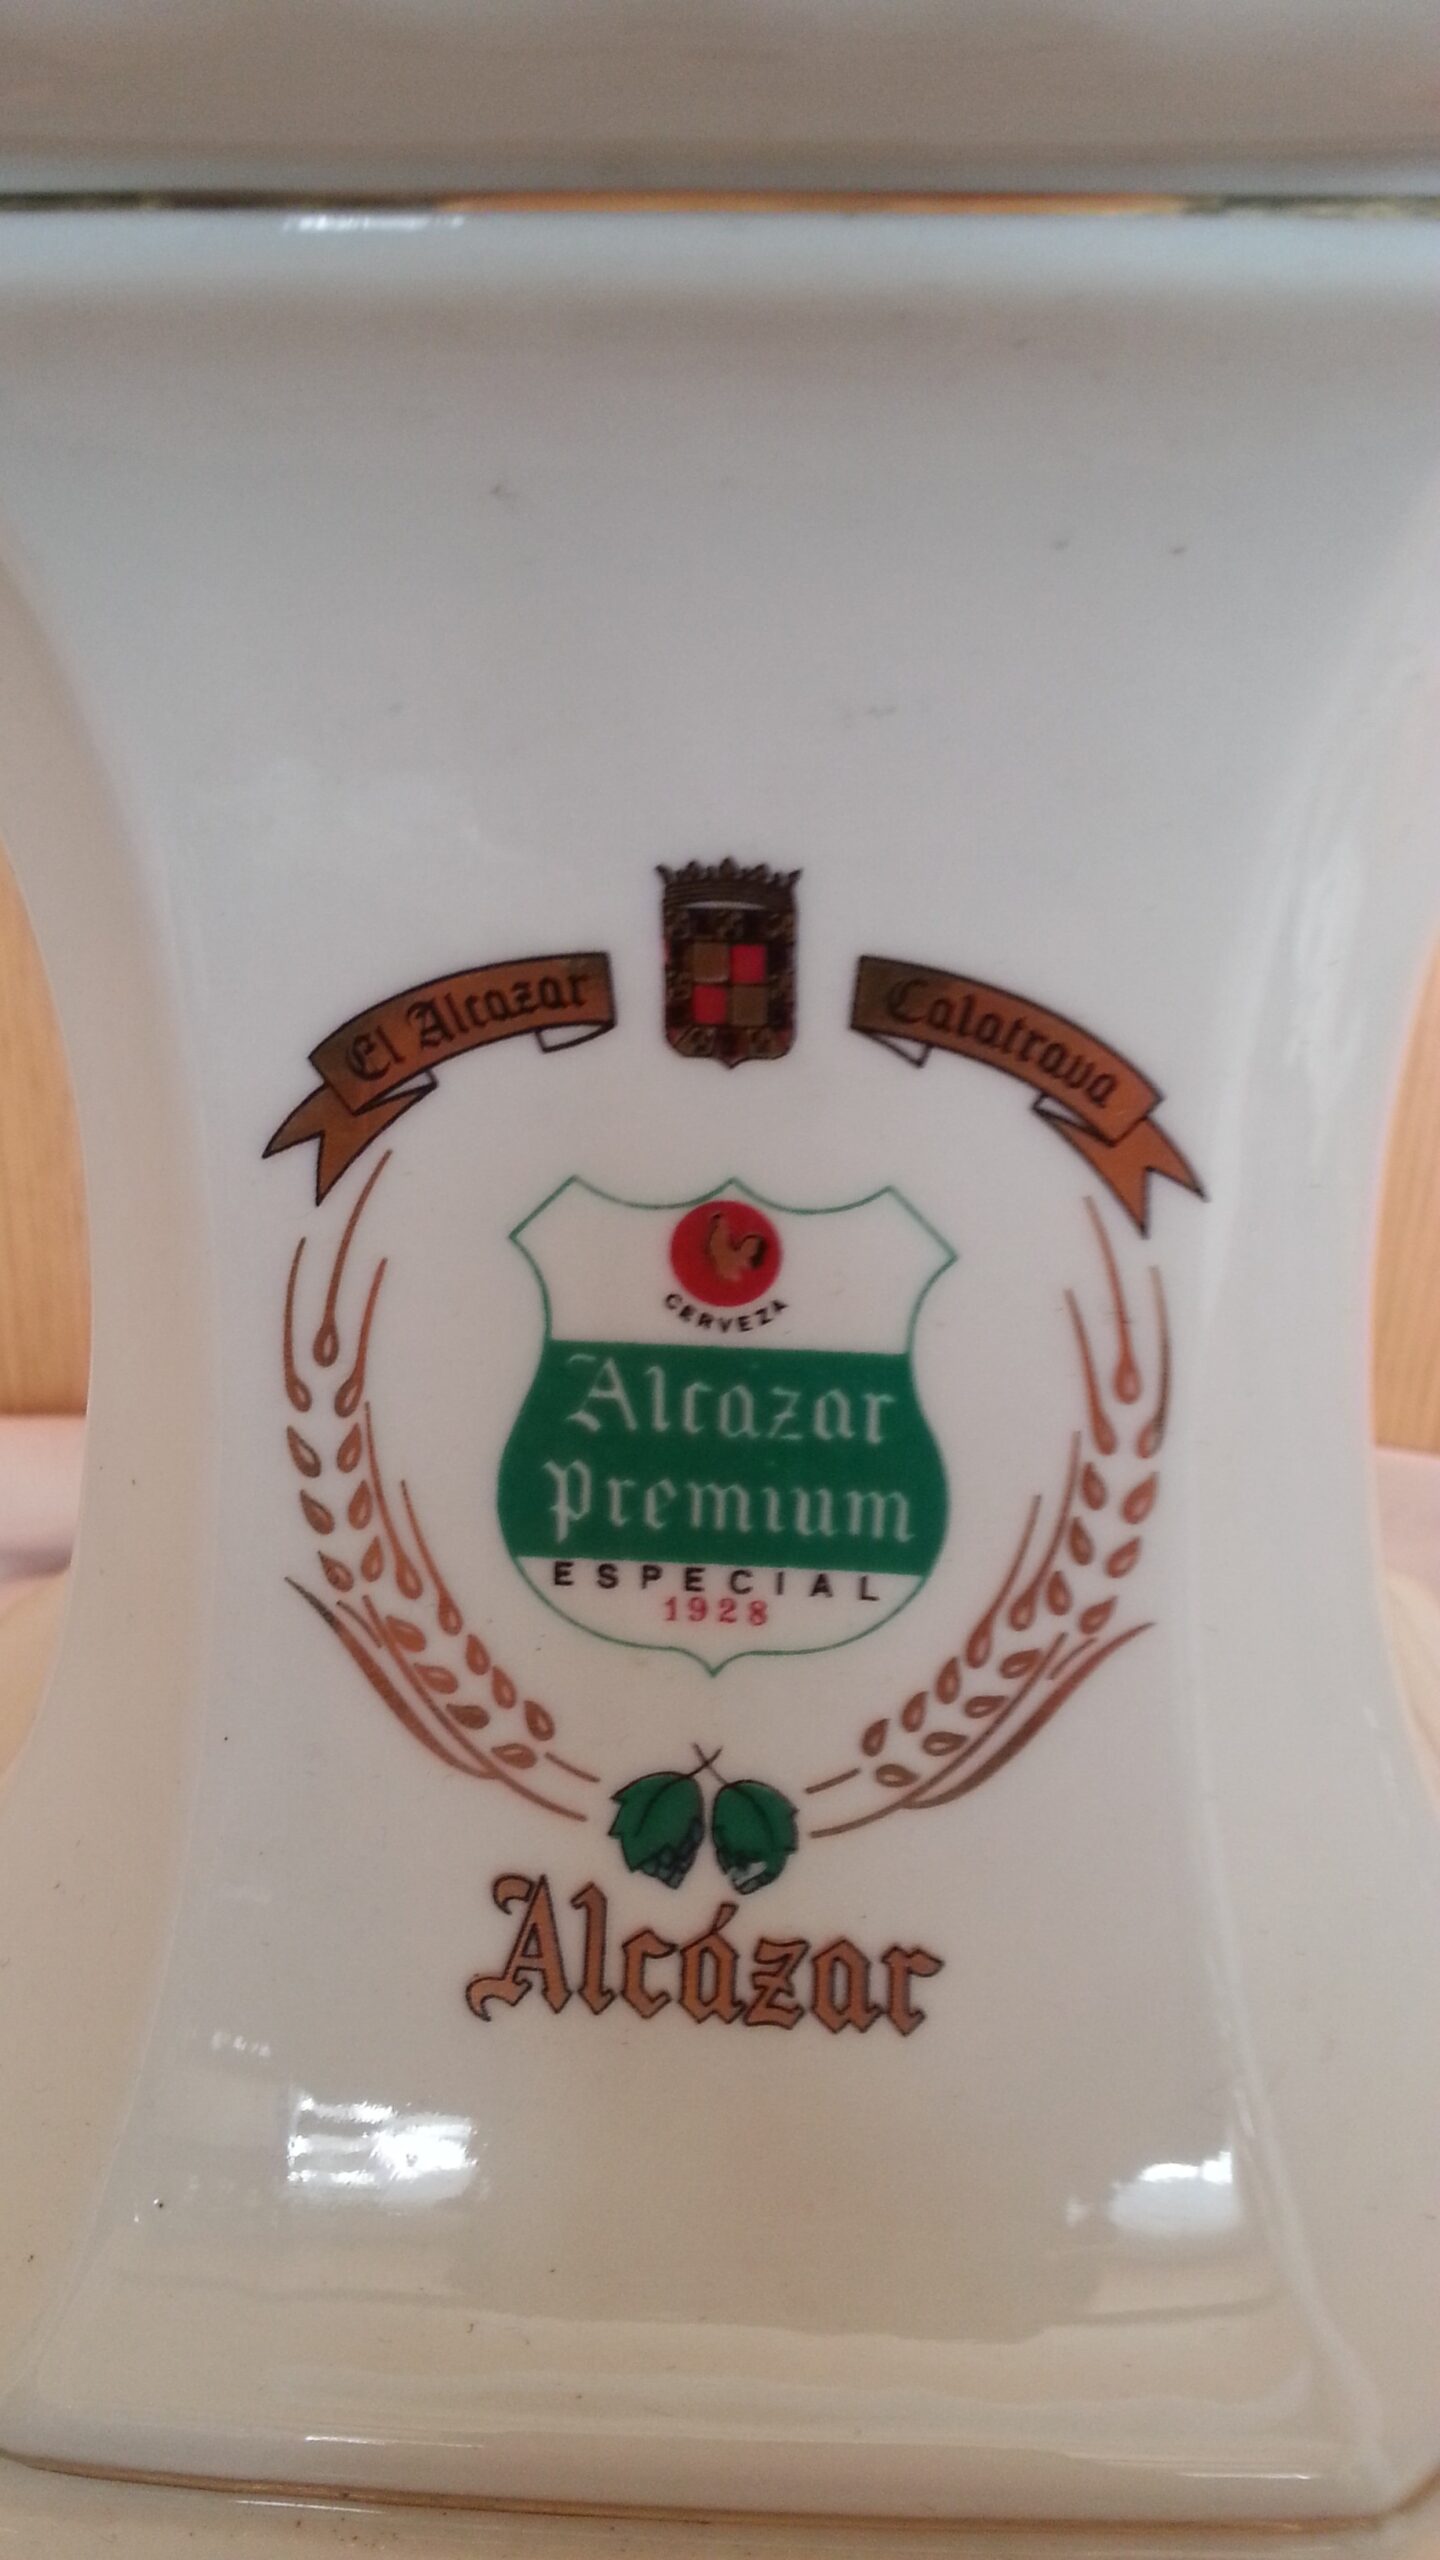 El Alcazar
Calatrava
CERVEZA
Alcazar
Premium
ESPECIAL
1928
Alcázar